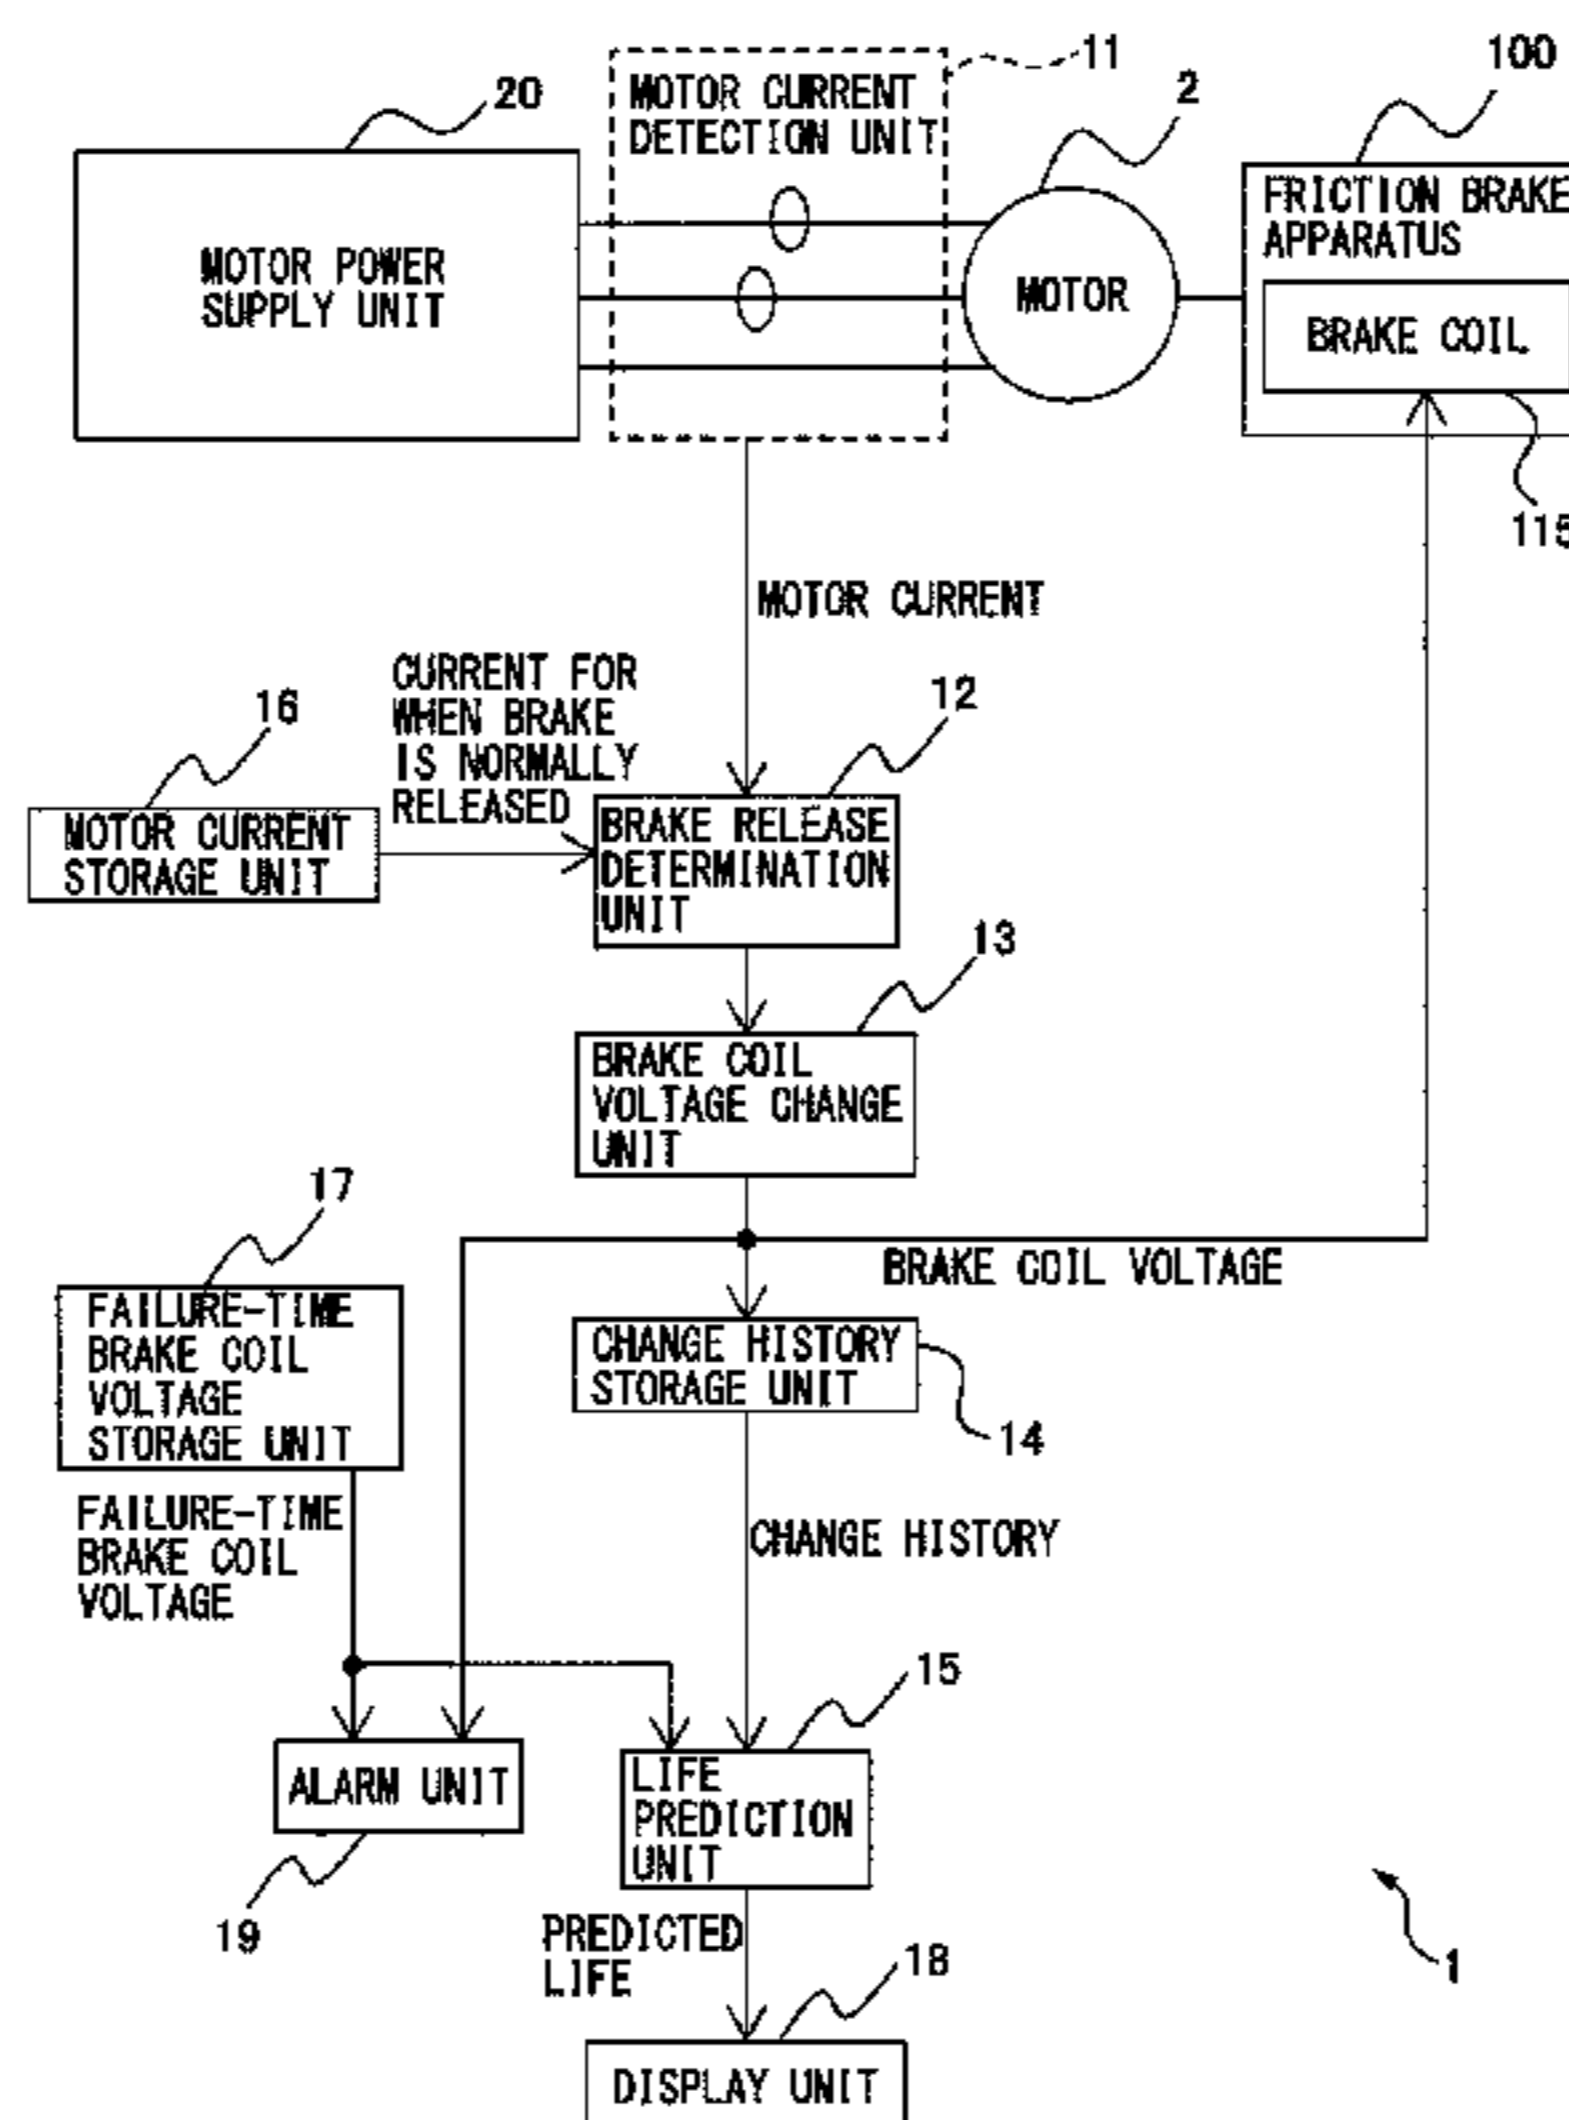 11
100
20
MOTOR CURRENT
DETECTION UNIT
2
FRICTION BRAKE
APPARATUS
MOTOR POWER
SUPPLY UNIT
MOTOR
BRAKE COIL
MOTOR CURRENT
CURRENT FOR
WHEN BRAKE
IS NORMALLY
RELEASED
16
12
MOTOR CURRENT
STORAGE UNIT
BRAKE RELEASE
DETERMINATION
UNIT
13
BRAKE COIL
VOLTAGE CHANGE
UNIT
17
BRAKE COIL VOLTAGE
FAILURE-TIME
BRAKE COIL
VOLTAGE
STORAGE UNIT
CHANGE HISTORY
STORAGE UNIT
14
FAILURE-TIME
BRAKE COIL
VOLTAGE
CHANGE HISTORY
15
ALARM UNIT
LIFE
PREDICTION
UNIT
19
PREDICTED
LIFE
18
1
DISPLAY UNIT